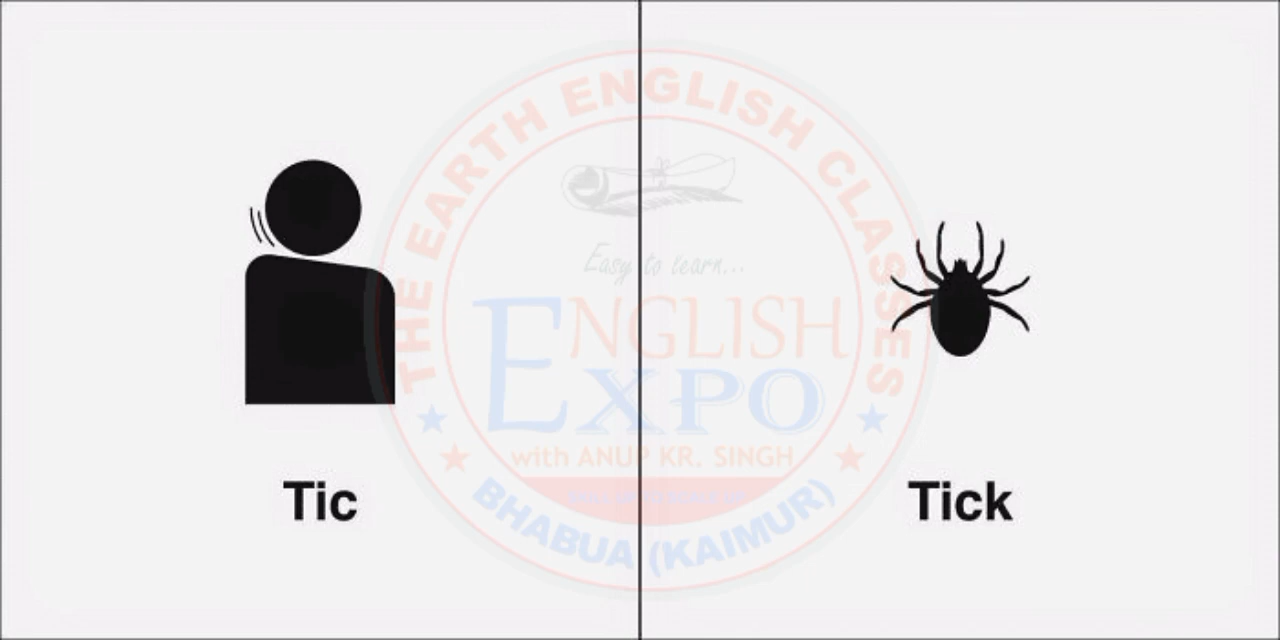 THE EARTH ENGLISH CLASSES
Easy to learn...
ENGLISH
EXPO
with ANUP KR. SINGH
BHABUA (KAIMUR)
Tic
Tick